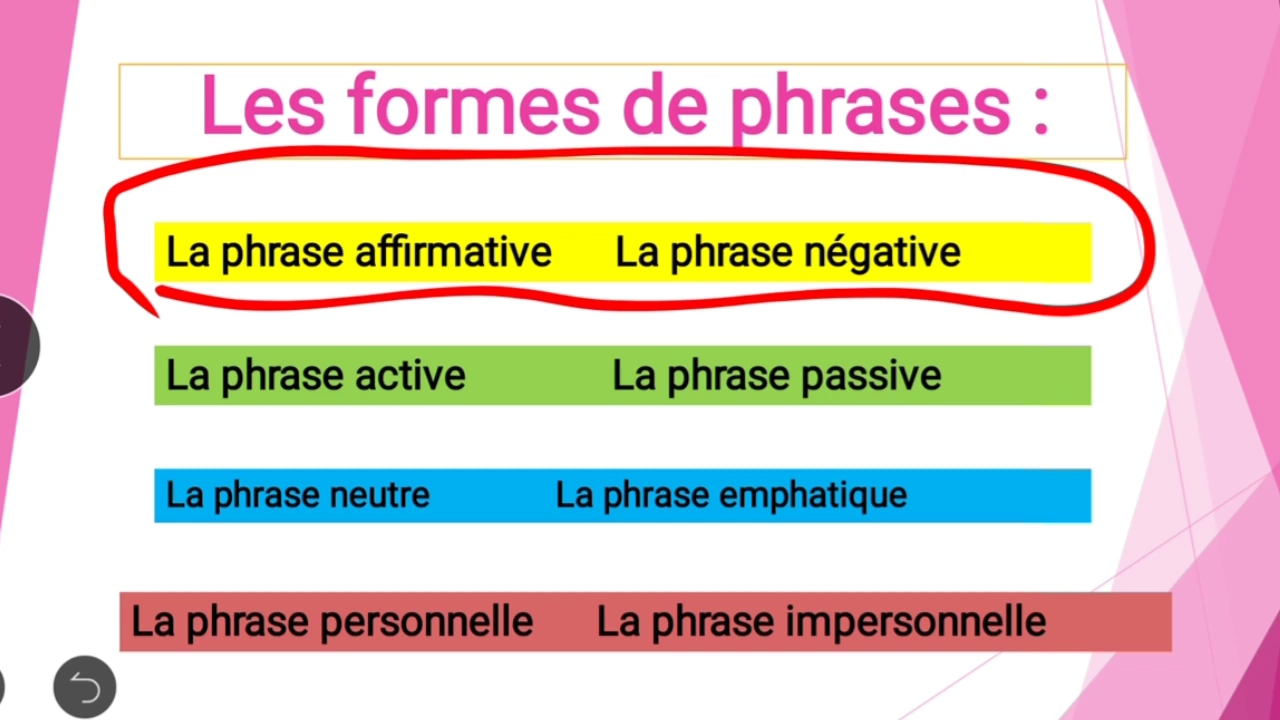 Les formes de phrases :
La phrase affirmative La phrase négative
La phrase active La phrase passive
La phrase neutre La phrase emphatique
La phrase personnelle La phrase impersonnelle